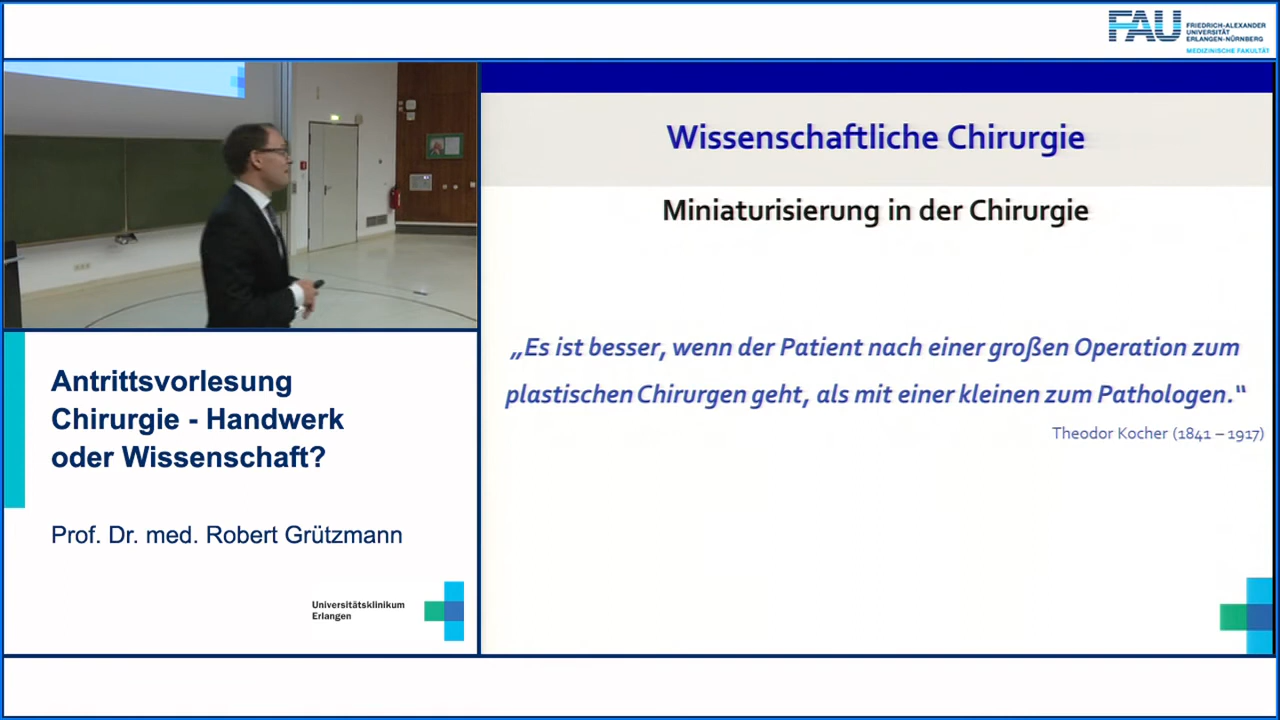 FAU
FRIEDRICH-ALEXANDER
UNIVERSITÄT
ERLANGEN-NÜRNBERG
MEDIZINISCHE FAKULTÄT
Wissenschaftliche Chirurgie
Miniaturisierung in der Chirurgie
„Es ist besser, wenn der Patient nach einer großen Operation zum
plastischen Chirurgen geht, als mit einer kleinen zum Pathologen.“
Theodor Kocher (1841 – 1917)
Antrittsvorlesung
Chirurgie - Handwerk
oder Wissenschaft?
Prof. Dr. med. Robert Grützmann
Universitätsklinikum
Erlangen